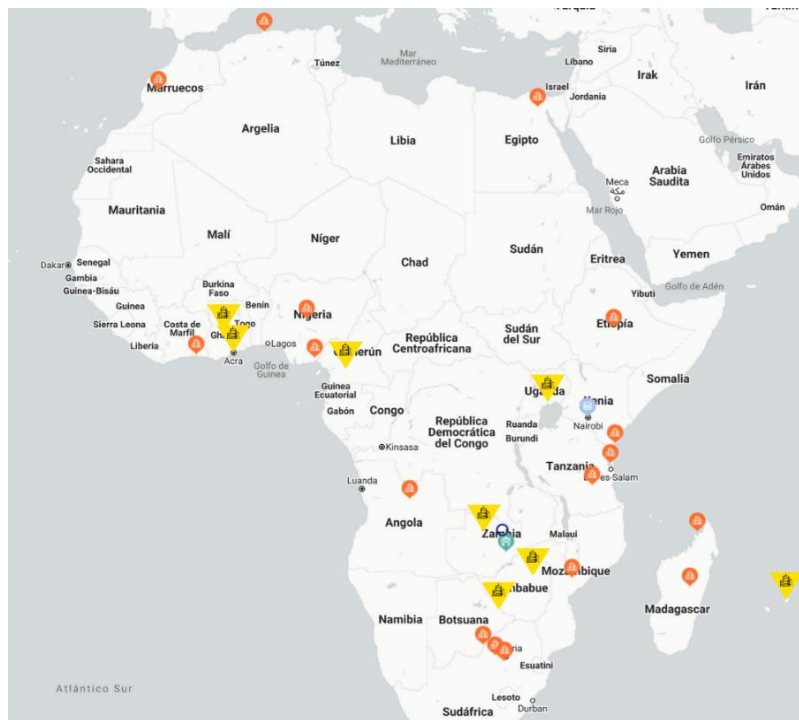 Mar
Mediterráneo
Túnez
Siria
Líbano
Irak
Israel
Irán
Jordania
Marruecos
Argelia
Libia
Egipto
Golfo Pérsico
Sahara
Occidental
Emiratos
Árabes
Unidos
Meca
مكة
Arabia
Saudita
Omán
Mar Rojo
Mauritania
Malí
Níger
Chad
Sudán
Eritrea
Yemen
Dakar
Senegal
Gambia
Guinea-Bisáu
Burkina
Faso
Yibuti
Golfo de Adén
Guinea
Benín
Nigeria
Etiopía
Sierra Leona
Costa de
Marfil
Togo
Liberia
Acra
Lagos
Golfo de
Guinea
República
Centroafricana
Sudán
del Sur
Somalia
Guinea
Ecuatorial
Gabón
Congo
Uganda
Kenia
República
Democrática
del Congo
Ruanda
Burundi
Nairobi
Kinsasa
Tanzania
es-Salam
Luanda
Angola
Zambia
Malaui
Mozambique
Madagascar
Namibia
Botsuana
Esuatini
Atlántico Sur
Lesoto
Durban
Sudáfrica